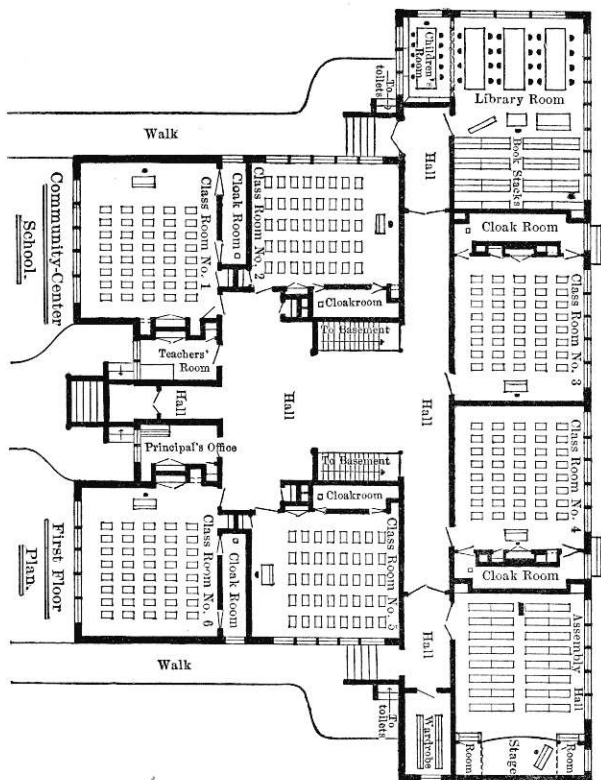 Children's
Room
Library Room
To
toilets
Walk
Hall
Book Stacks
Community-Center
School.
Class Room No. 1
Cloak Room
Class Room No. 2
Cloakroom
Cloak Room
Class Room No. 3
To Basement
Teachers'
Room
Hall
Hall
Hall
Principal's Office
To Basement
Cloakroom
Class Room No. 4
First Floor
Plan.
Class Room No. 6
Cloak Room
Class Room No. 5
Cloak Room
Assembly Hall
Hall
Walk
To
toilets
Wardrobe
Room
Stage
Room